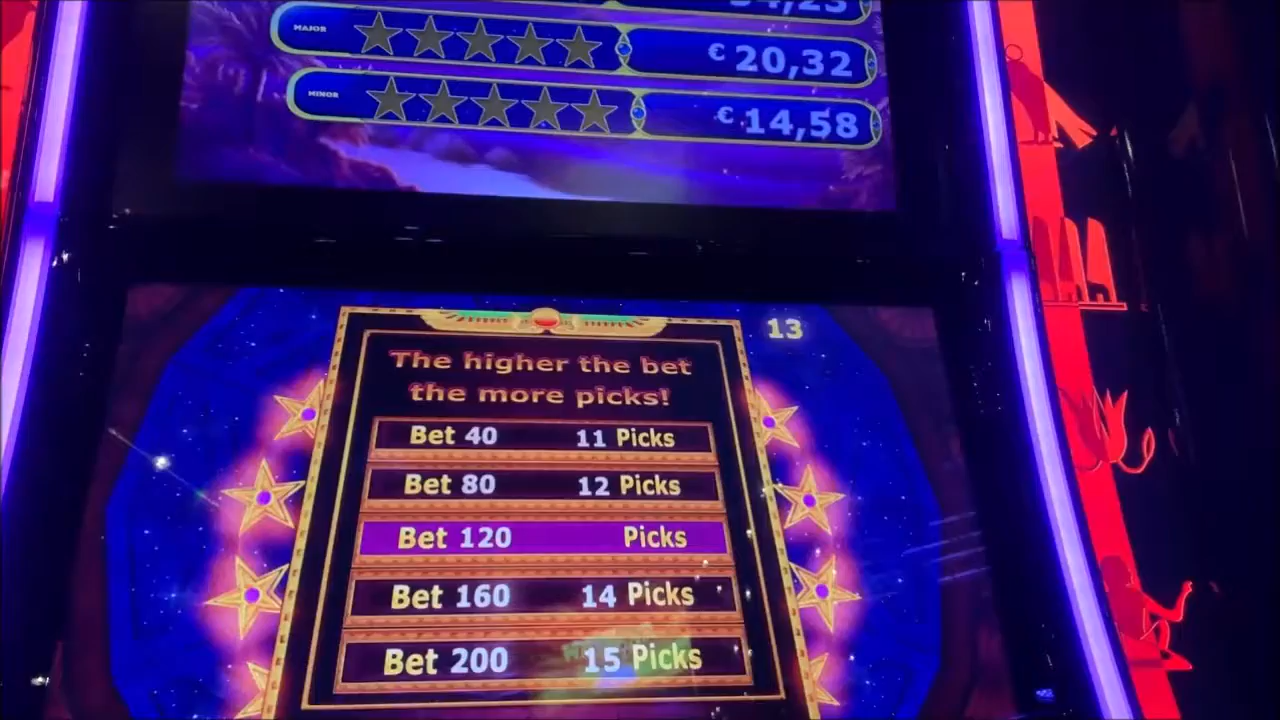 MAJOR € 20,32
MINOR € 14,58
13
The higher the bet
the more picks!
Bet 40 11 Picks
Bet 80 12 Picks
Bet 120 Picks
Bet 160 14 Picks
Bet 200 15 Picks